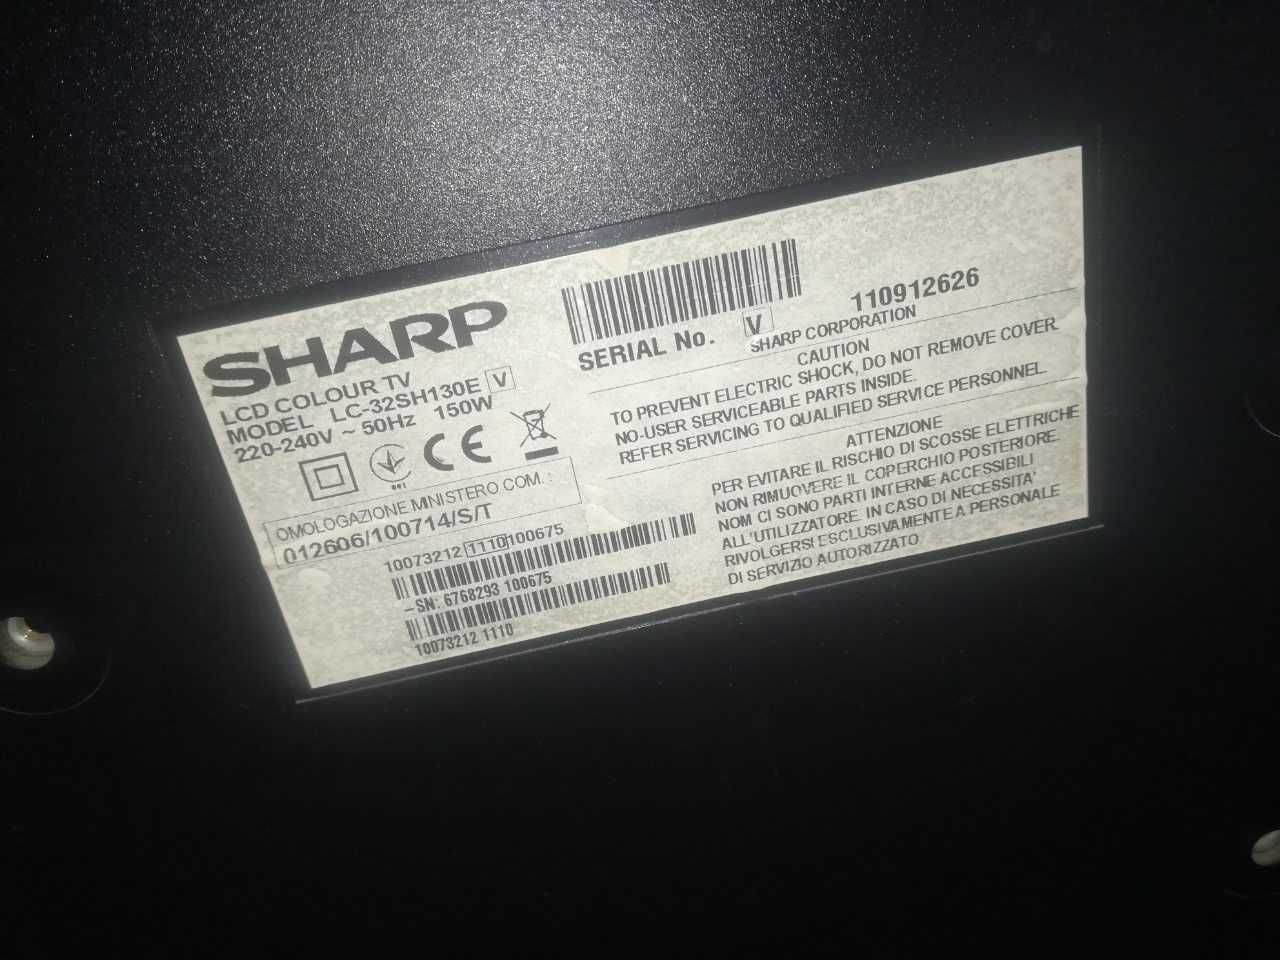 SHARP
LCD COLOUR TV
MODEL LC-32SH130E V
220-240V ~ 50Hz 150W
CE
OMOLOGAZIONE MINISTERO COM. :
012606/100714/S/T
10073212 1110 100675
-SN: 6768293 100675
10073212 1110
SERIAL No. V 110912626
SHARP CORPORATION
CAUTION
TO PREVENT ELECTRIC SHOCK, DO NOT REMOVE COVER.
NO-USER SERVICEABLE PARTS INSIDE.
REFER SERVICING TO QUALIFIED SERVICE PERSONNEL.
ATTENZIONE
PER EVITARE IL RISCHIO DI SCOSSE ELETTRICHE
NON RIMUOVERE IL COPERCHIO POSTERIORE.
NOM CI SONO PARTI INTERNE ACCESSIBILI
ALL'UTILIZZATORE. IN CASO DI NECESSITA'
RIVOLGERSI ESCLUSIVAMENTE A PERSONALE
DI SERVIZIO AUTORIZZATO.